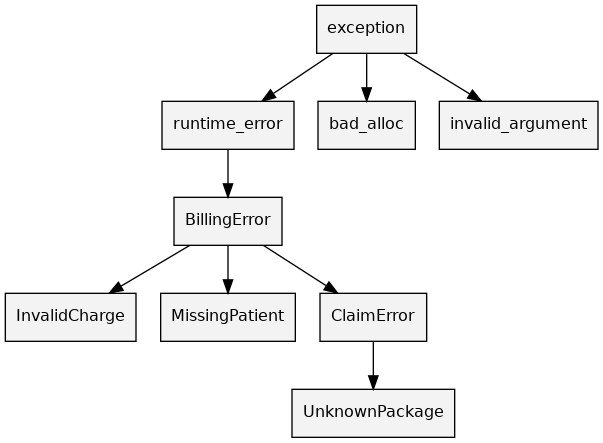 exception
runtime_error
bad_alloc
invalid_argument
BillingError
InvalidCharge
MissingPatient
ClaimError
UnknownPackage